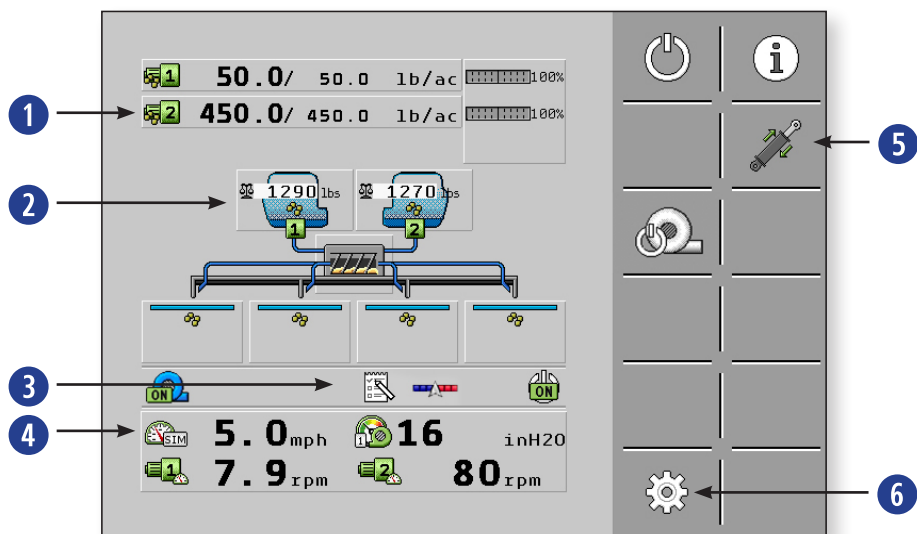 1 50.0/ 50.0 lb/ac 100%
1
2 450.0/ 450.0 lb/ac 100%
5
2
1290 lbs 1270 lbs
1 2
3
ON ON
4
SIM 5.0 mph 1 16 inH2O
1 7.9 rpm 2 80 rpm
6
i